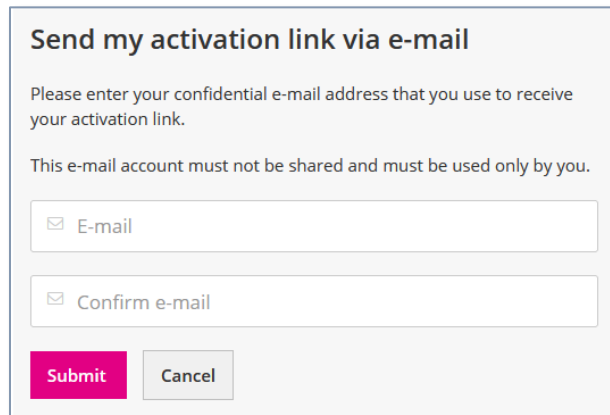 Send my activation link via e-mail
Please enter your confidential e-mail address that you use to receive
your activation link.
This e-mail account must not be shared and must be used only by you.
E-mail
Confirm e-mail
Submit
Cancel